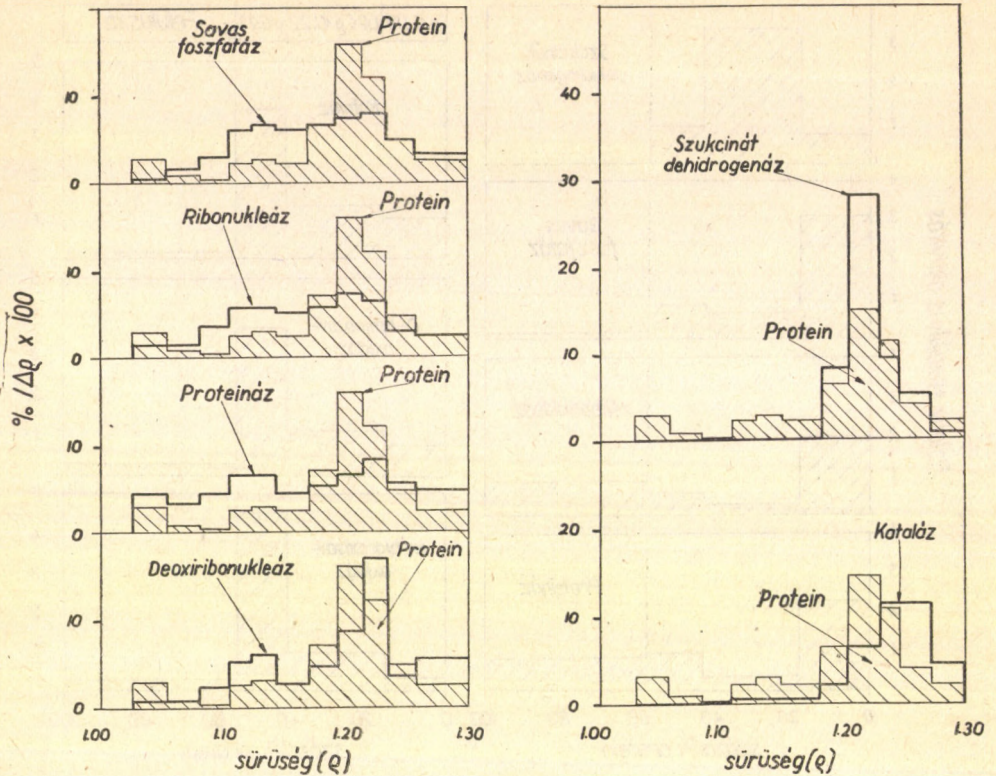 % /Δϱ x 100
Savas
foszfatáz
Protein
10
0
Ribonukleáz
Protein
10
0
Proteináz
Protein
10
0
Deoxiribonukleáz
Protein
10
0
1.00
1.10
1.20
1.30
sürüség(ϱ)
40
30
20
10
0
Szukcinát
dehidrogenáz
Protein
20
10
0
Kataláz
Protein
1.00
1.10
1.20
1.30
sürüség(ϱ)